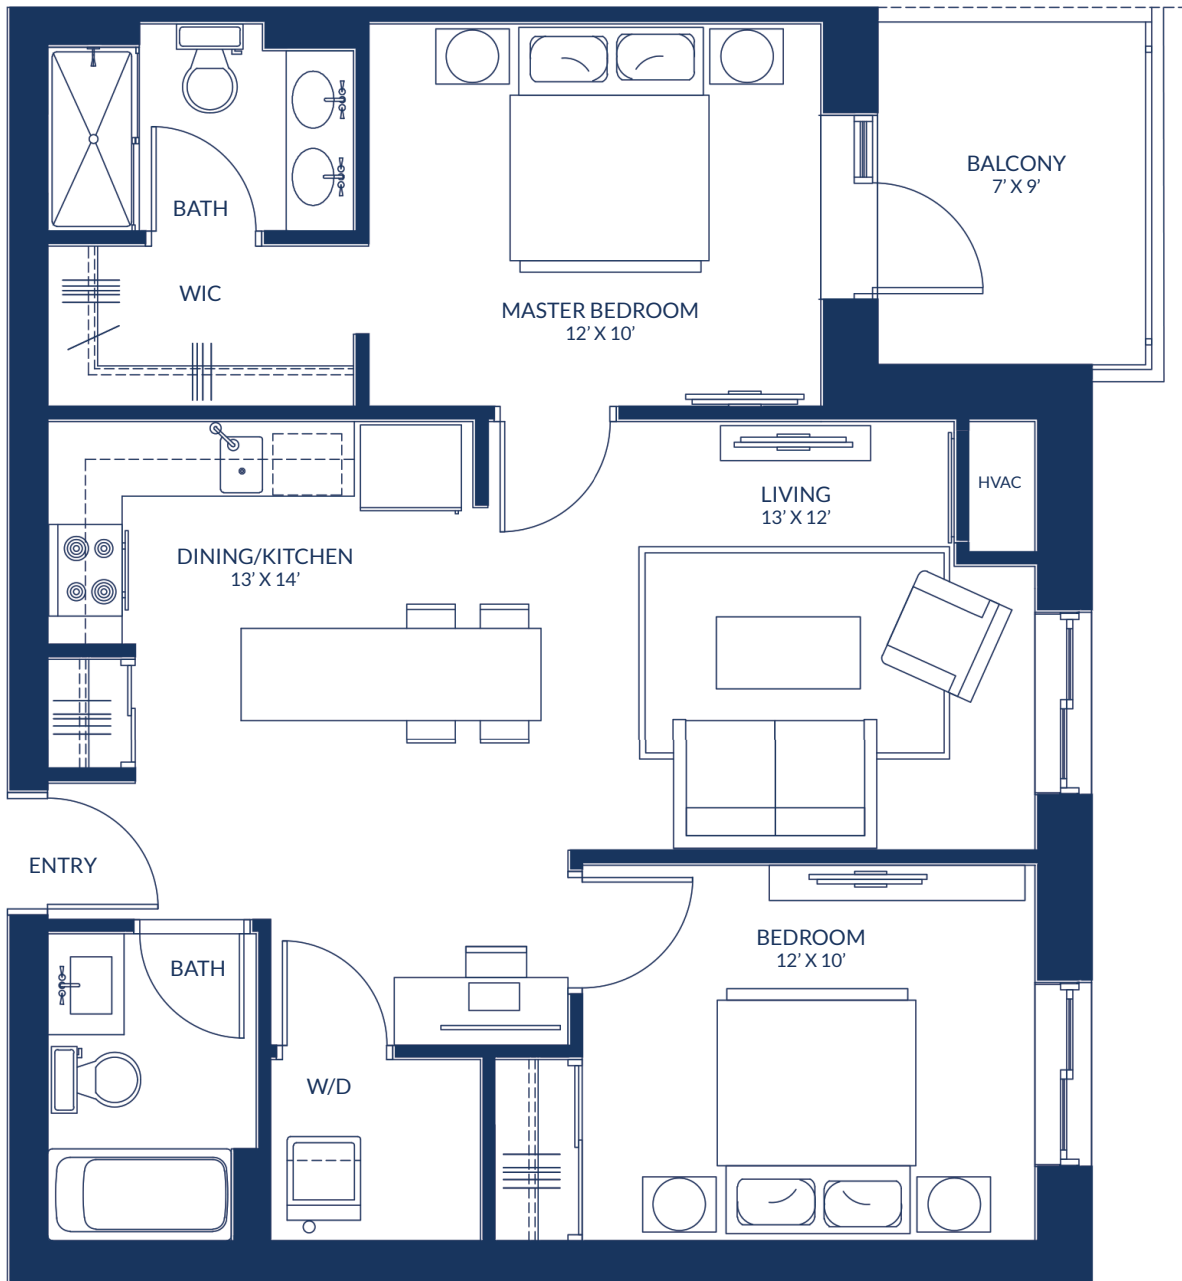 BATH
BALCONY
7’ X 9’
WIC
MASTER BEDROOM
12’ X 10’
HVAC
LIVING
13’ X 12’
DINING/KITCHEN
13’ X 14’
ENTRY
BATH
BEDROOM
12’ X 10’
W/D